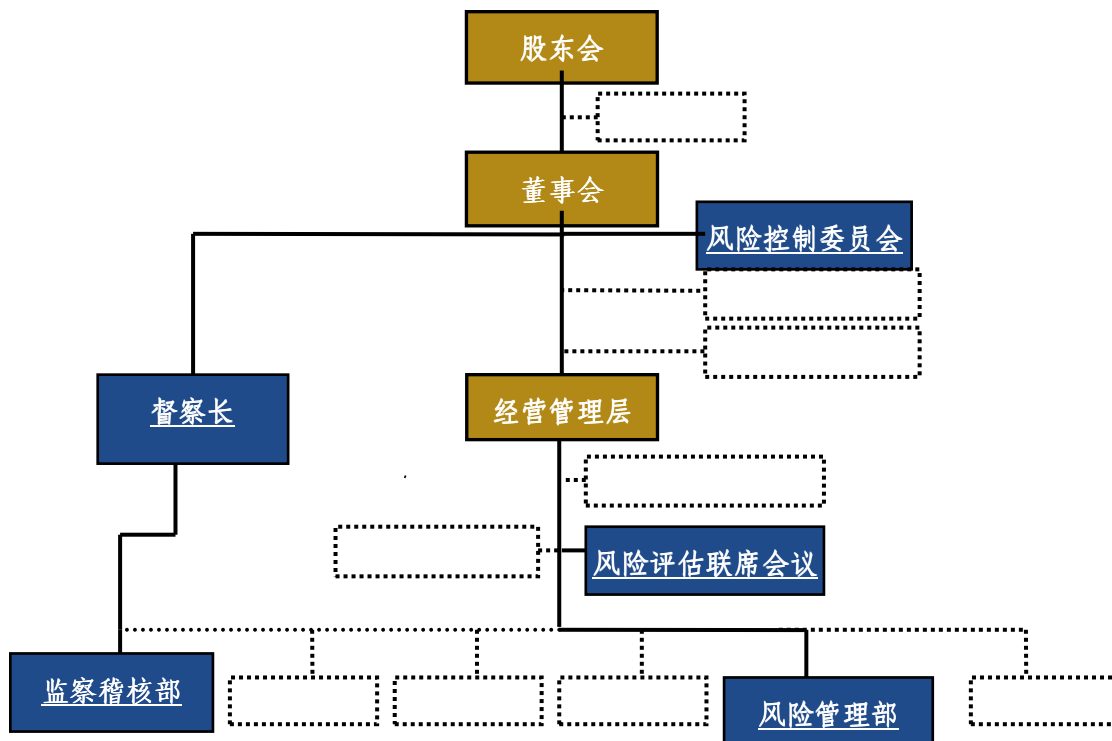 股东会
董事会
风险控制委员会
督察长
经营管理层
风险评估联席会议
监察稽核部
风险管理部